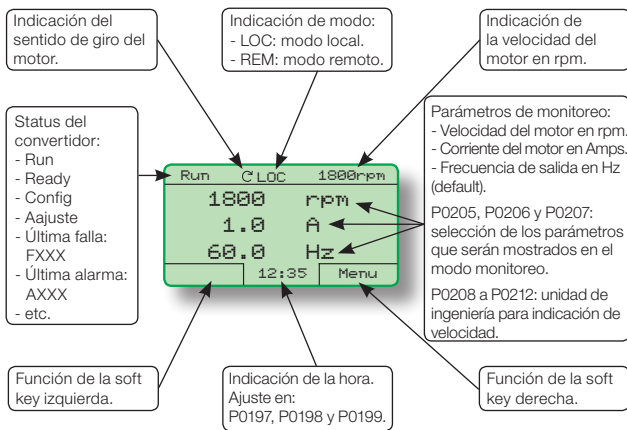 Indicación del
sentido de giro del
motor.
Indicación de modo:
- LOC: modo local.
- REM: modo remoto.
Indicación de
la velocidad del
motor en rpm.
Status del
convertidor:
- Run
- Ready
- Config
- Aajuste
- Última falla:
FXXX
- Última alarma:
AXXX
- etc.
Run LOC 1800rpm
1800 rpm
1.0 A
60.0 Hz
12:35 Menu
Parámetros de monitoreo:
- Velocidad del motor en rpm.
- Corriente del motor en Amps.
- Frecuencia de salida en Hz
(default).
P0205, P0206 y P0207:
selección de los parámetros
que serán mostrados en el
modo monitoreo.
P0208 a P0212: unidad de
ingeniería para indicación de
velocidad.
Función de la soft
key izquierda.
Indicación de la hora.
Ajuste en:
P0197, P0198 y P0199.
Función de la soft
key derecha.